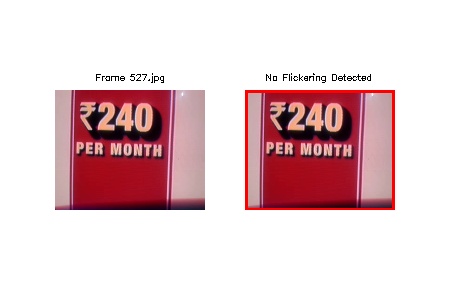 Frame 527.jpg
No Flickering Detected
₹240
PER MONTH
₹240
PER MONTH